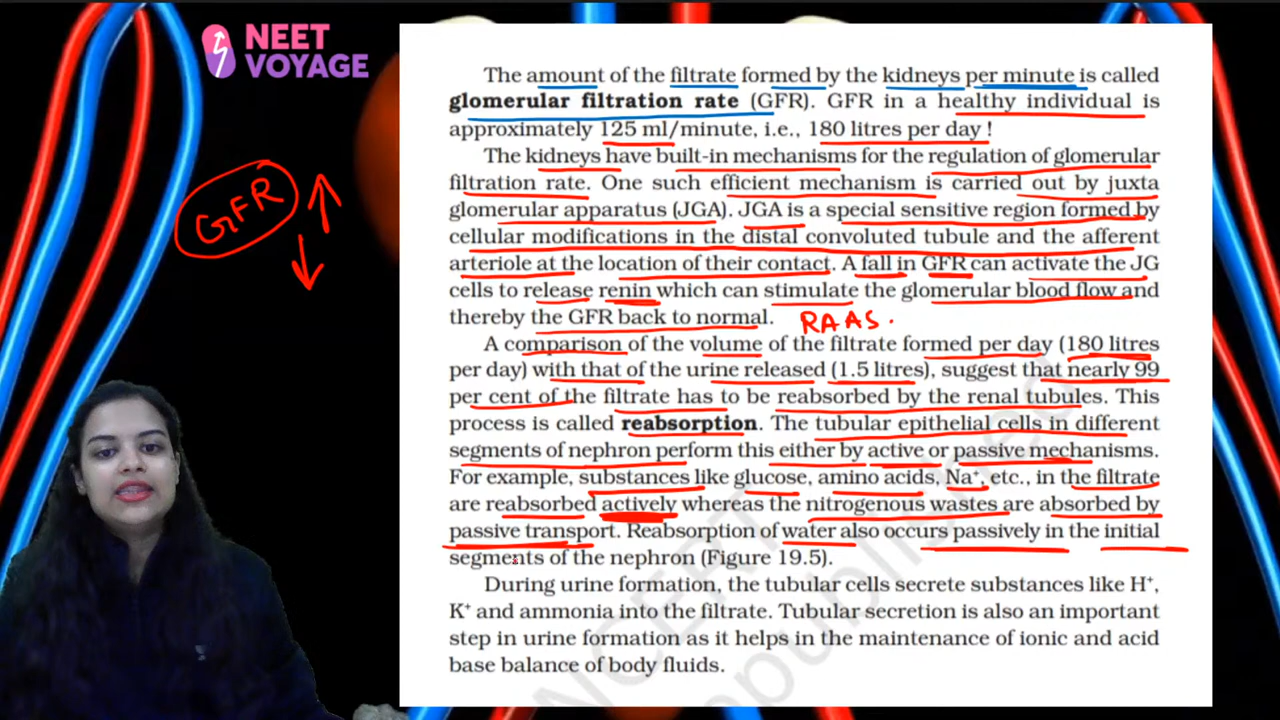 NEET
VOYAGE
GFR
The amount of the filtrate formed by the kidneys per minute is called
glomerular filtration rate (GFR). GFR in a healthy individual is
approximately 125 ml/minute, i.e., 180 litres per day !
The kidneys have built-in mechanisms for the regulation of glomerular
filtration rate. One such efficient mechanism is carried out by juxta
glomerular apparatus (JGA). JGA is a special sensitive region formed by
cellular modifications in the distal convoluted tubule and the afferent
arteriole at the location of their contact. A fall in GFR can activate the JG
cells to release renin which can stimulate the glomerular blood flow and
thereby the GFR back to normal.
RAAS.
A comparison of the volume of the filtrate formed per day (180 litres
per day) with that of the urine released (1.5 litres), suggest that nearly 99
per cent of the filtrate has to be reabsorbed by the renal tubules. This
process is called reabsorption. The tubular epithelial cells in different
segments of nephron perform this either by active or passive mechanisms.
For example, substances like glucose, amino acids, Na⁺, etc., in the filtrate
are reabsorbed actively whereas the nitrogenous wastes are absorbed by
passive transport. Reabsorption of water also occurs passively in the initial
segments of the nephron (Figure 19.5).
During urine formation, the tubular cells secrete substances like H⁺,
K⁺ and ammonia into the filtrate. Tubular secretion is also an important
step in urine formation as it helps in the maintenance of ionic and acid
base balance of body fluids.